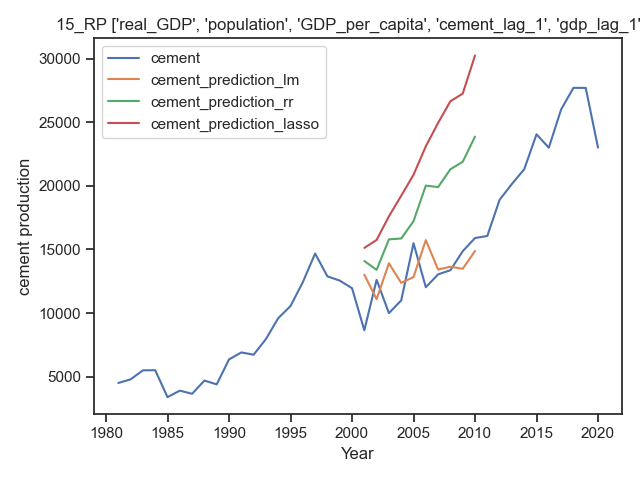 15_RP ['real_GDP', 'population', 'GDP_per_capita', 'cement_lag_1', 'gdp_lag_1'
cement
cement_prediction_lm
cement_prediction_rr
cement_prediction_lasso
30000
25000
20000
15000
10000
5000
cement production
1980 1985 1990 1995 2000 2005 2010 2015 2020
Year